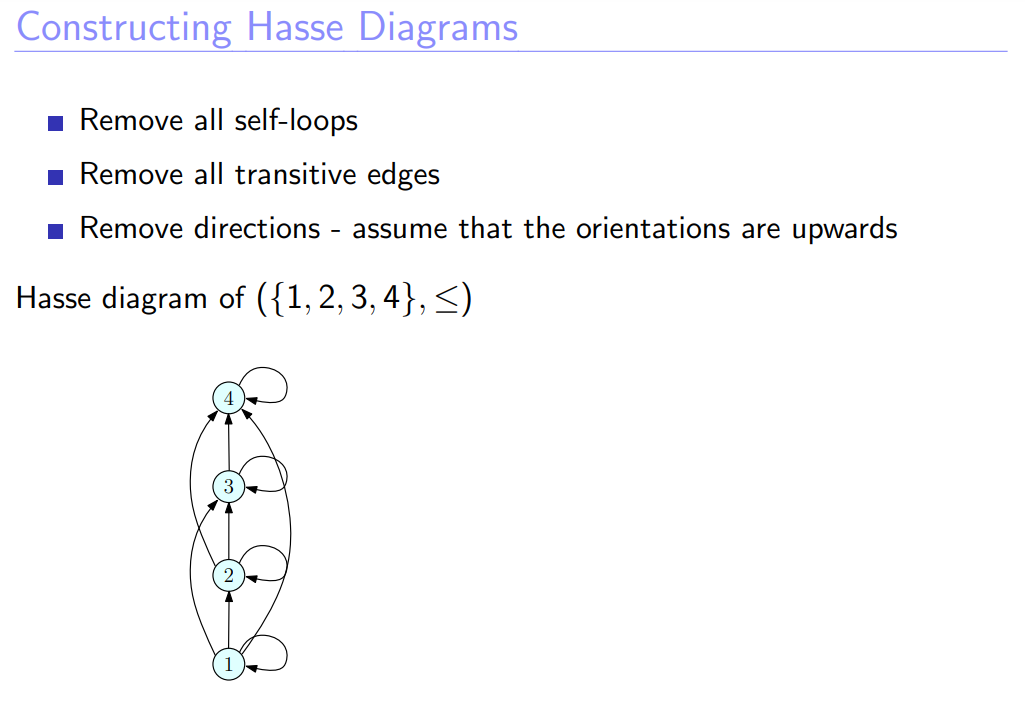 Constructing Hasse Diagrams
Remove all self-loops
Remove all transitive edges
Remove directions - assume that the orientations are upwards
Hasse diagram of ({1, 2, 3, 4}, ≤)
4
3
2
1